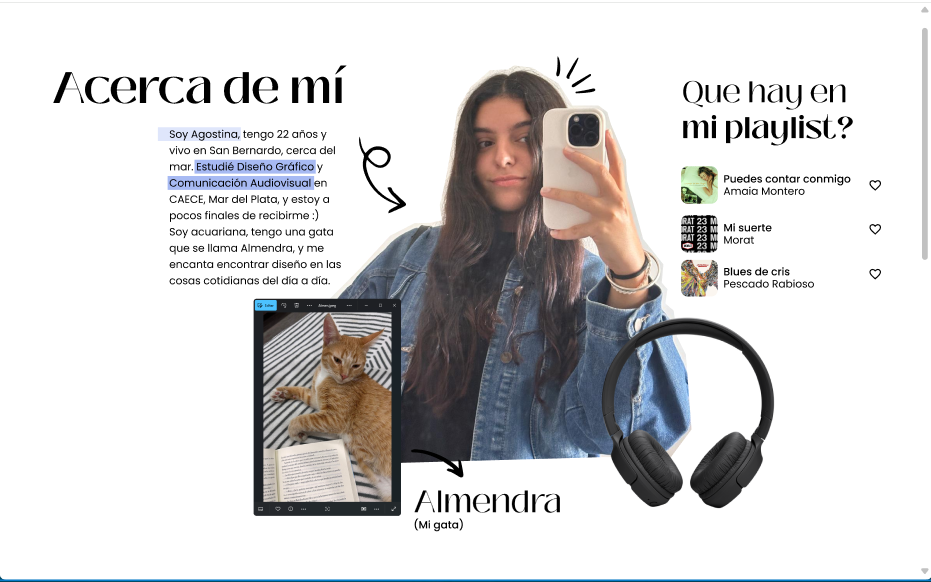 Acerca de mí
Soy Agostina, tengo 22 años y
vivo en San Bernardo, cerca del
mar. Estudié Diseño Gráfico y
Comunicación Audiovisual en
CAECE, Mar del Plata, y estoy a
pocos finales de recibirme :)
Soy acuariana, tengo una gata
que se llama Almendra, y me
encanta encontrar diseño en las
cosas cotidianas del día a día.
Que hay en
mi playlist?
Puedes contar conmigo
Amaia Montero
Mi suerte
Morat
Blues de cris
Pescado Rabioso
Almendra
(Mi gata)